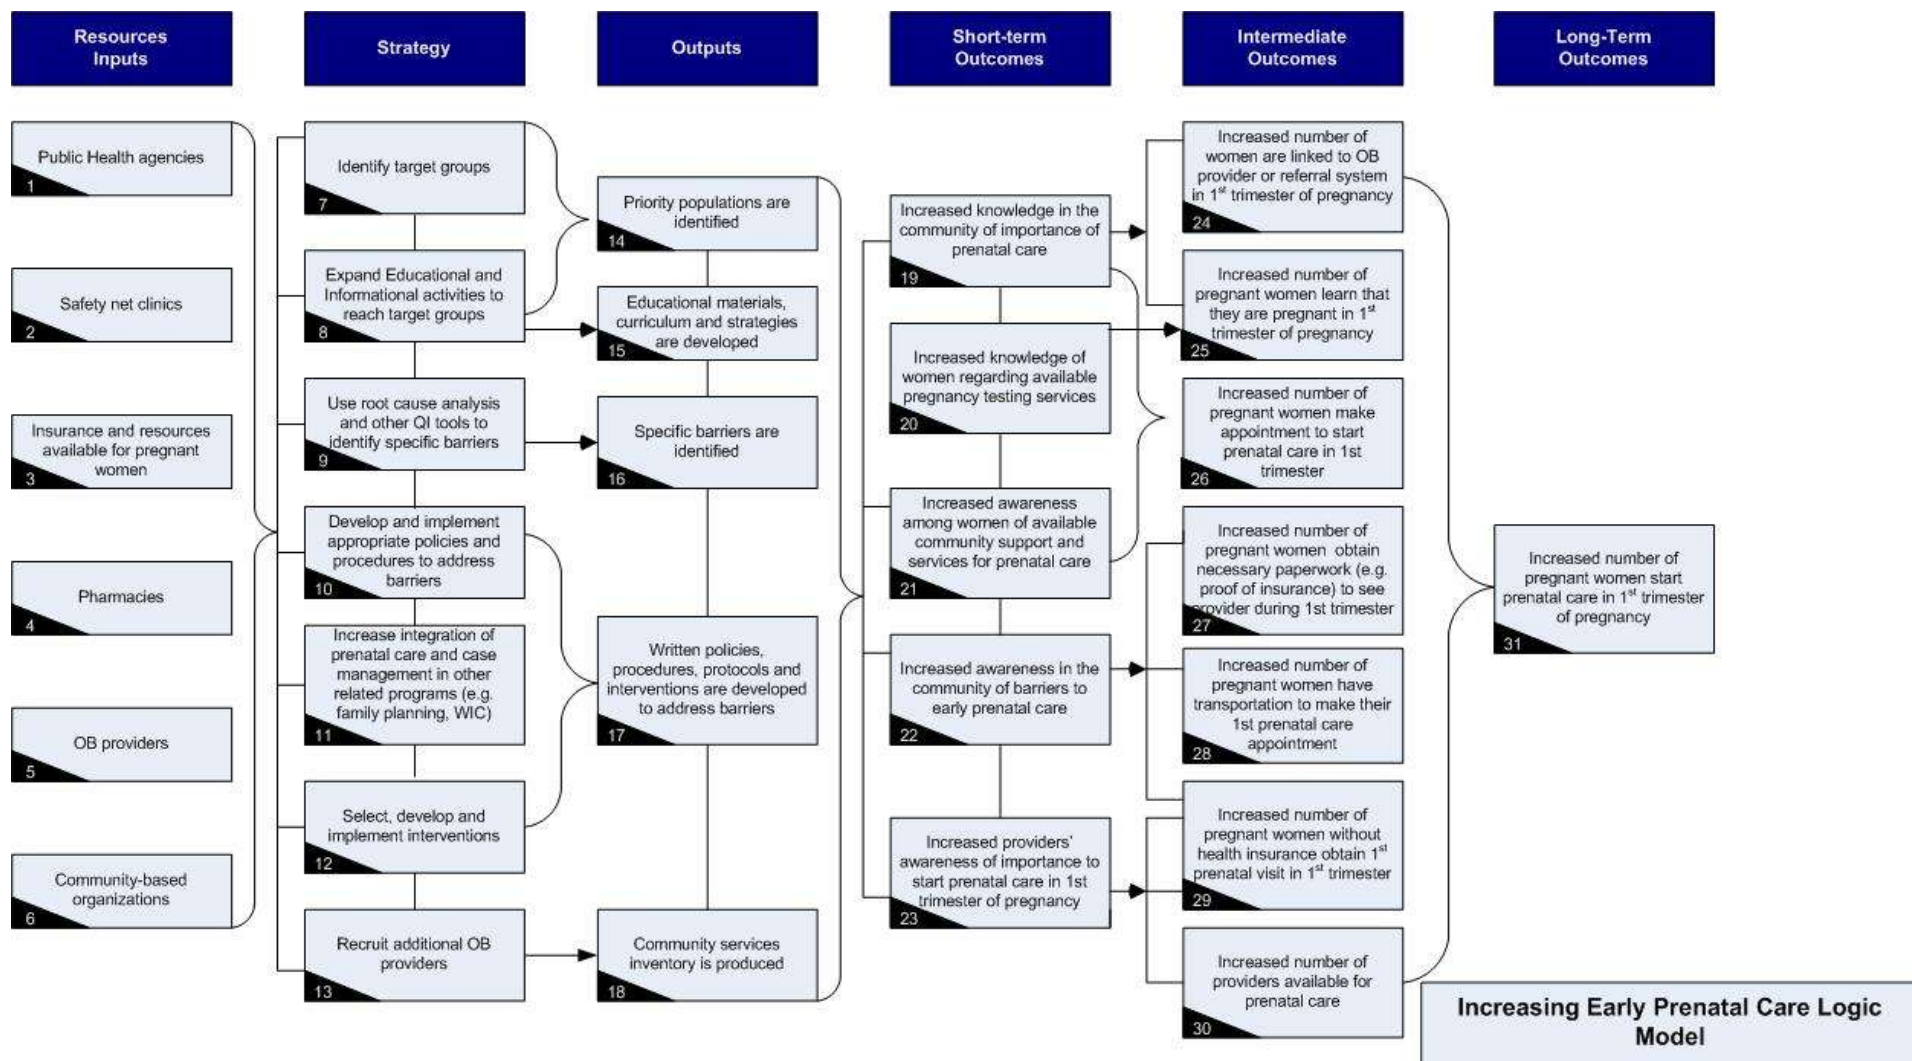 Resources
Inputs
Strategy
Outputs
Short-term
Outcomes
Intermediate
Outcomes
Long-Term
Outcomes
Public Health agencies
1
Safety net clinics
2
Insurance and resources
available for pregnant
women
3
Pharmacies
4
OB providers
5
Community-based
organizations
6
Identify target groups
7
Expand Educational and
Informational activities to
reach target groups
8
Use root cause analysis
and other QI tools to
identify specific barriers
9
Develop and implement
appropriate policies and
procedures to address
barriers
10
Increase integration of
prenatal care and case
management in other
related programs (e.g.
family planning, WIC)
11
Select, develop and
implement interventions
12
Recruit additional OB
providers
13
Priority populations are
identified
14
Educational materials,
curriculum and strategies
are developed
15
Specific barriers are
identified
16
Written policies,
procedures, protocols and
interventions are developed
to address barriers
17
Community services
inventory is produced
18
Increased knowledge in the
community of importance of
prenatal care
19
Increased knowledge of
women regarding available
pregnancy testing services
20
Increased awareness
among women of available
community support and
services for prenatal care
21
Increased awareness in the
community of barriers to
early prenatal care
22
Increased providers'
awareness of importance to
start prenatal care in 1st
trimester of pregnancy
23
Increased number of
women are linked to OB
provider or referral system
in 1st trimester of pregnancy
24
Increased number of
pregnant women learn that
they are pregnant in 1st
trimester of pregnancy
25
Increased number of
pregnant women make
appointment to start
prenatal care in 1st
trimester
26
Increased number of
pregnant women obtain
necessary paperwork (e.g.
proof of insurance) to see
provider during 1st trimester
27
Increased number of
pregnant women have
transportation to make their
1st prenatal care
appointment
28
Increased number of
pregnant women without
health insurance obtain 1st
prenatal visit in 1st trimester
29
Increased number of
providers available for
prenatal care
30
Increased number of
pregnant women start
prenatal care in 1st trimester
of pregnancy
31
Increasing Early Prenatal Care Logic
Model